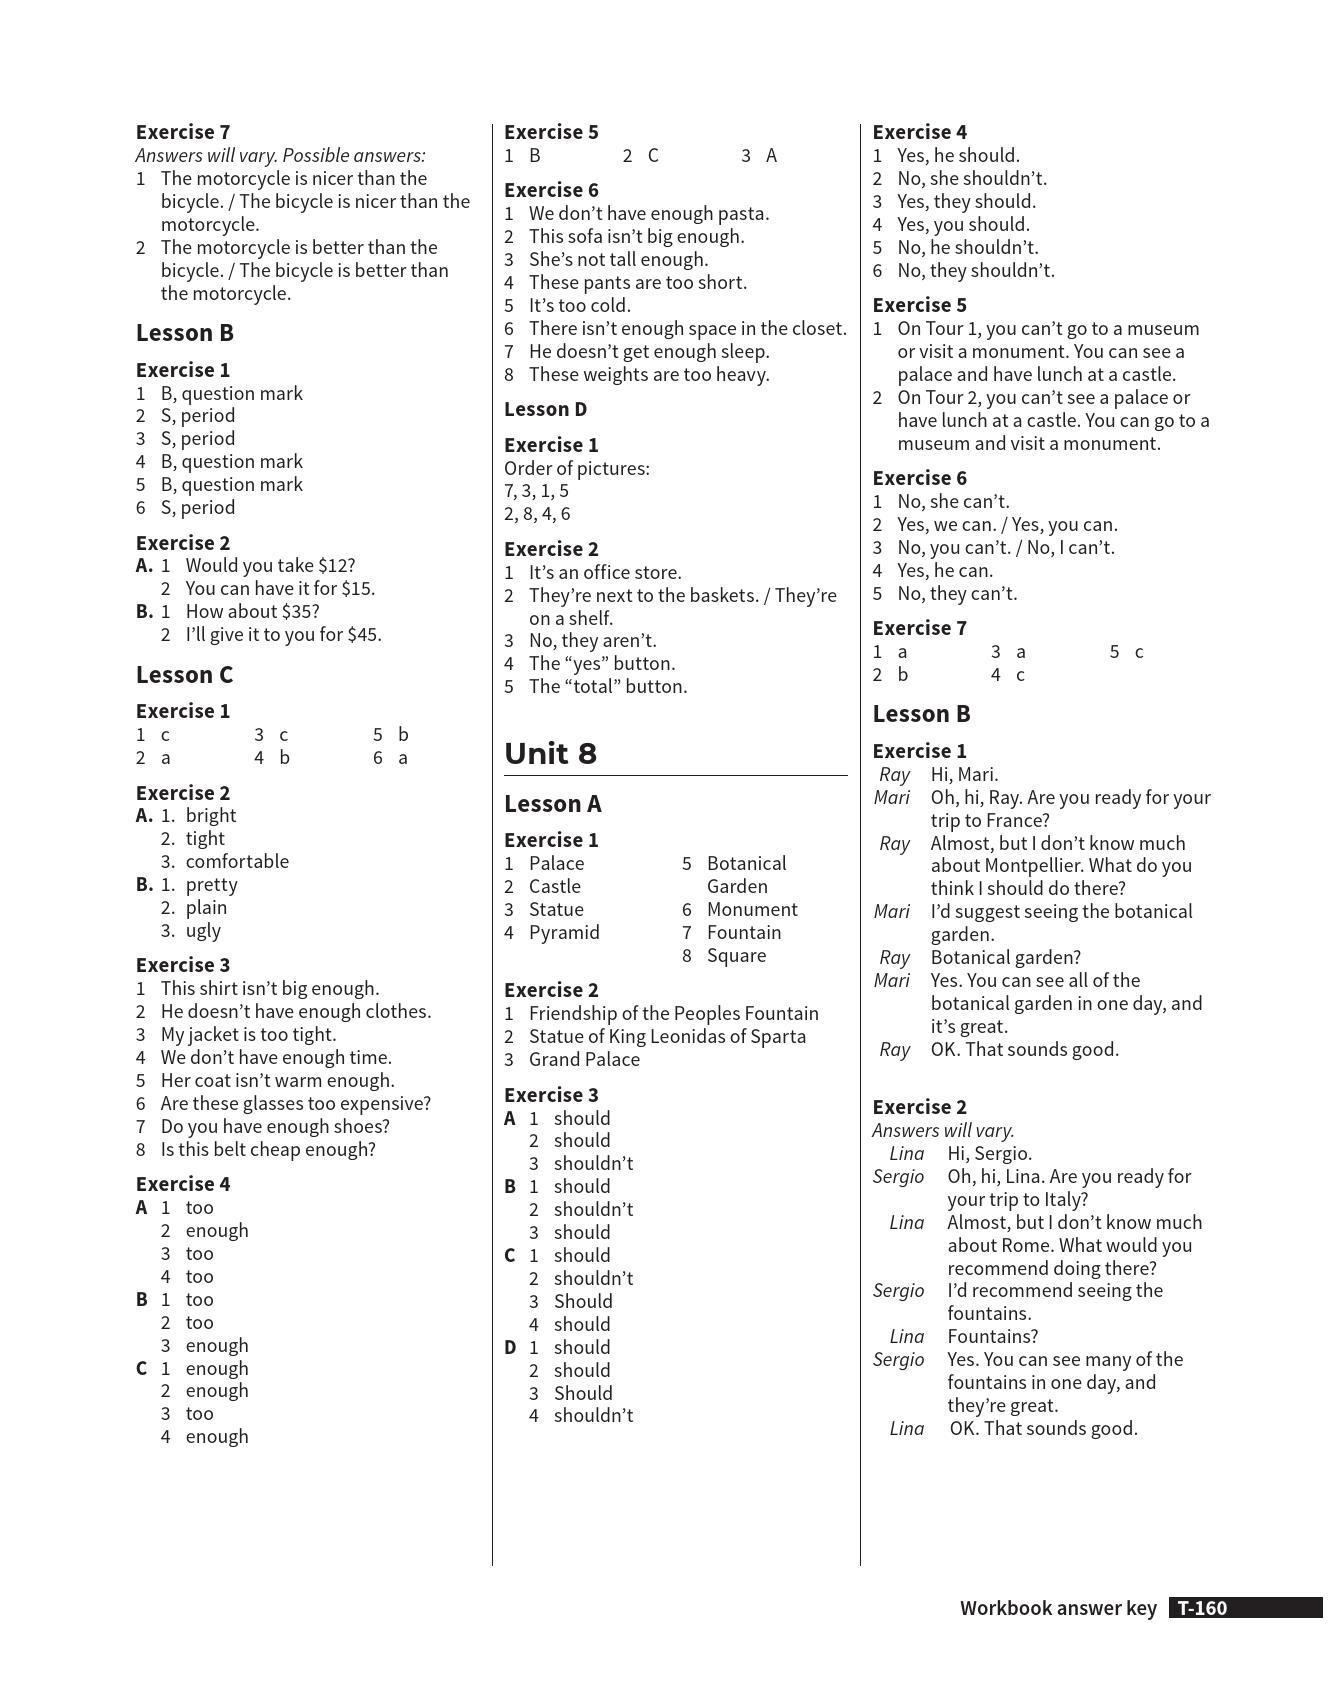 Exercise 7
Answers will vary. Possible answers:
1 The motorcycle is nicer than the
bicycle. / The bicycle is nicer than the
motorcycle.
2 The motorcycle is better than the
bicycle. / The bicycle is better than
the motorcycle.
Lesson B
Exercise 1
1 B, question mark
2 S, period
3 S, period
4 B, question mark
5 B, question mark
6 S, period
Exercise 2
A. 1 Would you take $12?
2 You can have it for $15.
B. 1 How about $35?
2 I’ll give it to you for $45.
Lesson C
Exercise 1
1 c 3 c 5 b
2 a 4 b 6 a
Exercise 2
A. 1. bright
2. tight
3. comfortable
B. 1. pretty
2. plain
3. ugly
Exercise 3
1 This shirt isn’t big enough.
2 He doesn’t have enough clothes.
3 My jacket is too tight.
4 We don’t have enough time.
5 Her coat isn’t warm enough.
6 Are these glasses too expensive?
7 Do you have enough shoes?
8 Is this belt cheap enough?
Exercise 4
A 1 too
2 enough
3 too
4 too
B 1 too
2 too
3 enough
C 1 enough
2 enough
3 too
4 enough
Exercise 5
1 B 2 C 3 A
Exercise 6
1 We don’t have enough pasta.
2 This sofa isn’t big enough.
3 She’s not tall enough.
4 These pants are too short.
5 It’s too cold.
6 There isn’t enough space in the closet.
7 He doesn’t get enough sleep.
8 These weights are too heavy.
Lesson D
Exercise 1
Order of pictures:
7, 3, 1, 5
2, 8, 4, 6
Exercise 2
1 It’s an office store.
2 They’re next to the baskets. / They’re
on a shelf.
3 No, they aren’t.
4 The “yes” button.
5 The “total” button.
Unit 8
Lesson A
Exercise 1
1 Palace
2 Castle
3 Statue
4 Pyramid
5 Botanical
Garden
6 Monument
7 Fountain
8 Square
Exercise 2
1 Friendship of the Peoples Fountain
2 Statue of King Leonidas of Sparta
3 Grand Palace
Exercise 3
A 1 should
2 should
3 shouldn’t
B 1 should
2 shouldn’t
3 should
C 1 should
2 shouldn’t
3 Should
4 should
D 1 should
2 should
3 Should
4 shouldn’t
Exercise 4
1 Yes, he should.
2 No, she shouldn’t.
3 Yes, they should.
4 Yes, you should.
5 No, he shouldn’t.
6 No, they shouldn’t.
Exercise 5
1 On Tour 1, you can’t go to a museum
or visit a monument. You can see a
palace and have lunch at a castle.
2 On Tour 2, you can’t see a palace or
have lunch at a castle. You can go to a
museum and visit a monument.
Exercise 6
1 No, she can’t.
2 Yes, we can. / Yes, you can.
3 No, you can’t. / No, I can’t.
4 Yes, he can.
5 No, they can’t.
Exercise 7
1 a 3 a 5 c
2 b 4 c
Lesson B
Exercise 1
Ray Hi, Mari.
Mari Oh, hi, Ray. Are you ready for your
trip to France?
Ray Almost, but I don’t know much
about Montpellier. What do you
think I should do there?
Mari I’d suggest seeing the botanical
garden.
Ray Botanical garden?
Mari Yes. You can see all of the
botanical garden in one day, and
it’s great.
Ray OK. That sounds good.
Exercise 2
Answers will vary.
Lina Hi, Sergio.
Sergio Oh, hi, Lina. Are you ready for
your trip to Italy?
Lina Almost, but I don’t know much
about Rome. What would you
recommend doing there?
Sergio I’d recommend seeing the
fountains.
Lina Fountains?
Sergio Yes. You can see many of the
fountains in one day, and
they’re great.
Lina OK. That sounds good.
Workbook answer key T-160